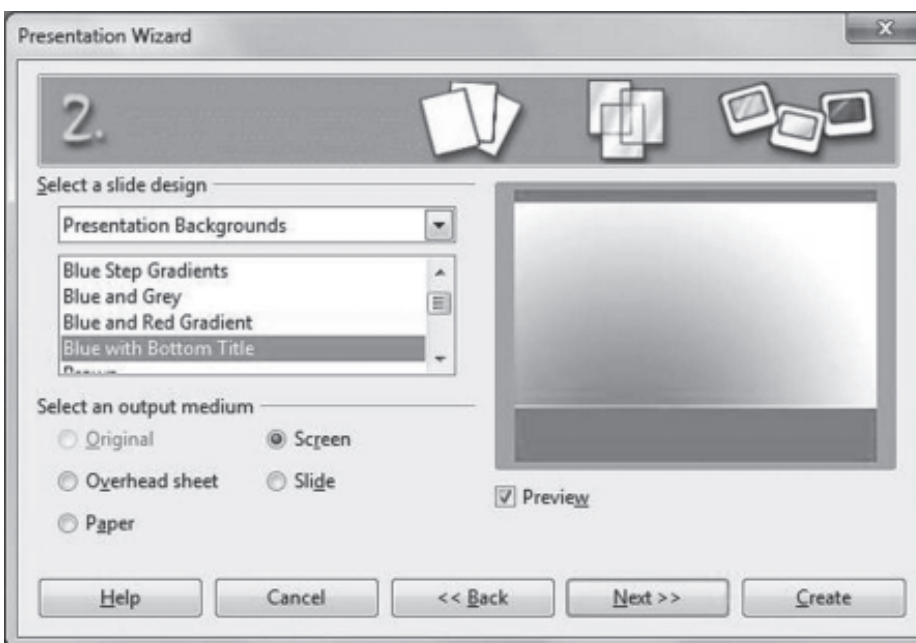 Presentation Wizard
2.
Select a slide design
Presentation Backgrounds
Blue Step Gradients
Blue and Grey
Blue and Red Gradient
Blue with Bottom Title
Brown
Select an output medium
Original
Screen
Overhead sheet
Slide
Paper
Preview
Help
Cancel
<< Back
Next >>
Create